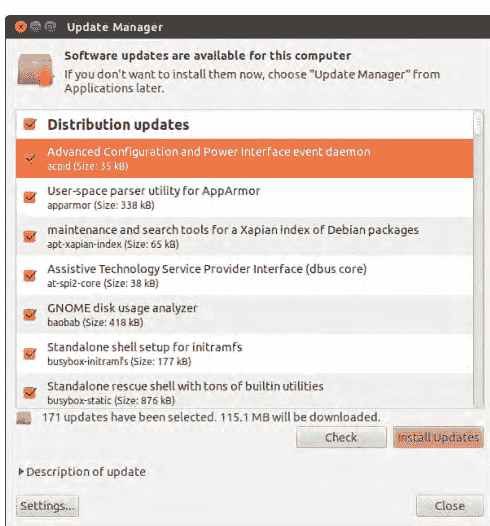 Update Manager
Software updates are available for this computer
If you don't want to install them now, choose "Update Manager" from
Applications later.
Distribution updates
Advanced Configuration and Power Interface event daemon
acpid (Size: 35 kB)
User-space parser utility for AppArmor
apparmor (Size: 338 kB)
maintenance and search tools for a Xapian index of Debian packages
apt-xapian-index (Size: 65 kB)
Assistive Technology Service Provider Interface (dbus core)
at-spi2-core (Size: 38 kB)
GNOME disk usage analyzer
baobab (Size: 418 kB)
Standalone shell setup for initramfs
busybox-initramfs (Size: 177 kB)
Standalone rescue shell with tons of builtin utilities
busybox-static (Size: 876 kB)
171 updates have been selected. 115.1 MB will be downloaded.
Check
Install Updates
Description of update
Settings...
Close